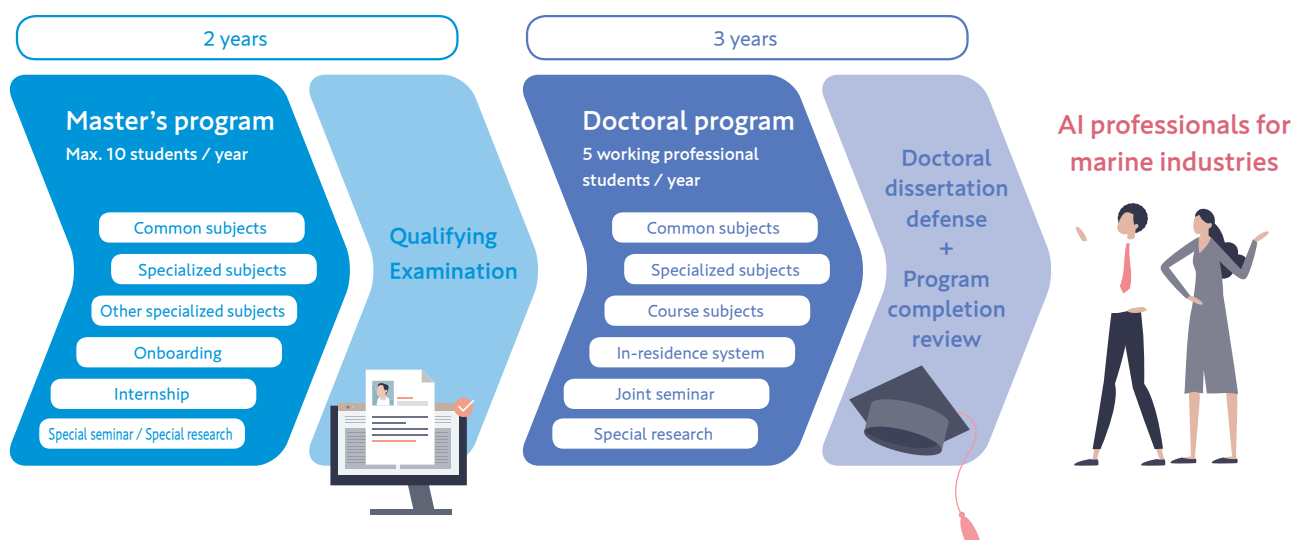 2 years
Master's program
Max. 10 students / year
Common subjects
Specialized subjects
Other specialized subjects
Onboarding
Internship
Special seminar / Special research
Qualifying
Examination
3 years
Doctoral program
5 working professional
students / year
Common subjects
Specialized subjects
Course subjects
In-residence system
Joint seminar
Special research
Doctoral
dissertation
defense
+
Program
completion
review
AI professionals for
marine industries